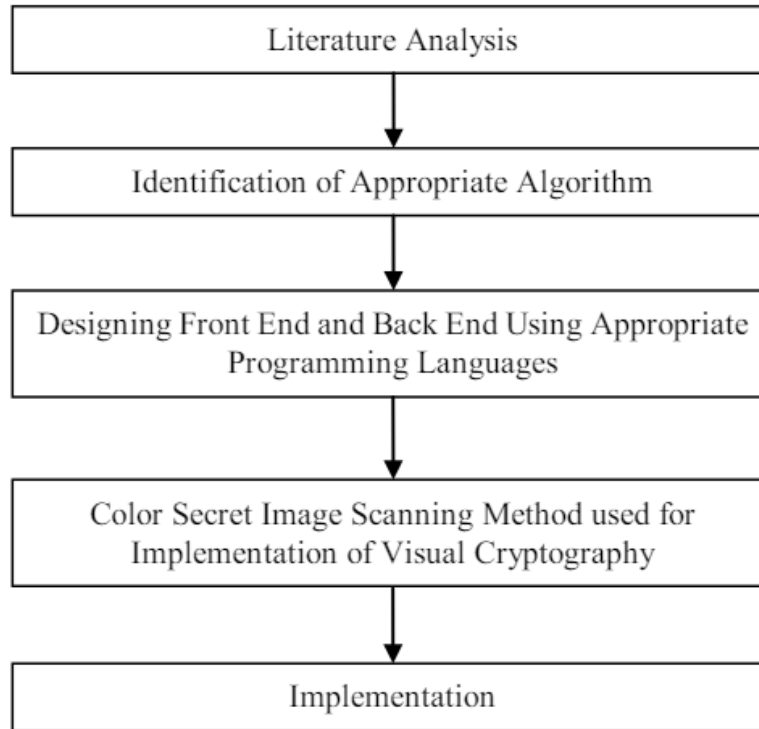 Literature Analysis
Identification of Appropriate Algorithm
Designing Front End and Back End Using Appropriate
Programming Languages
Color Secret Image Scanning Method used for
Implementation of Visual Cryptography
Implementation